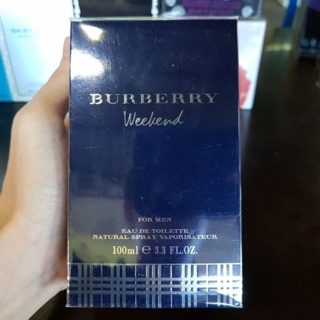 BURBERRY
Weekend
FOR MEN
EAU DE TOILETTE
NATURAL SPRAY VAPORISATEUR
100ml ℮ 3.3 FL.OZ.